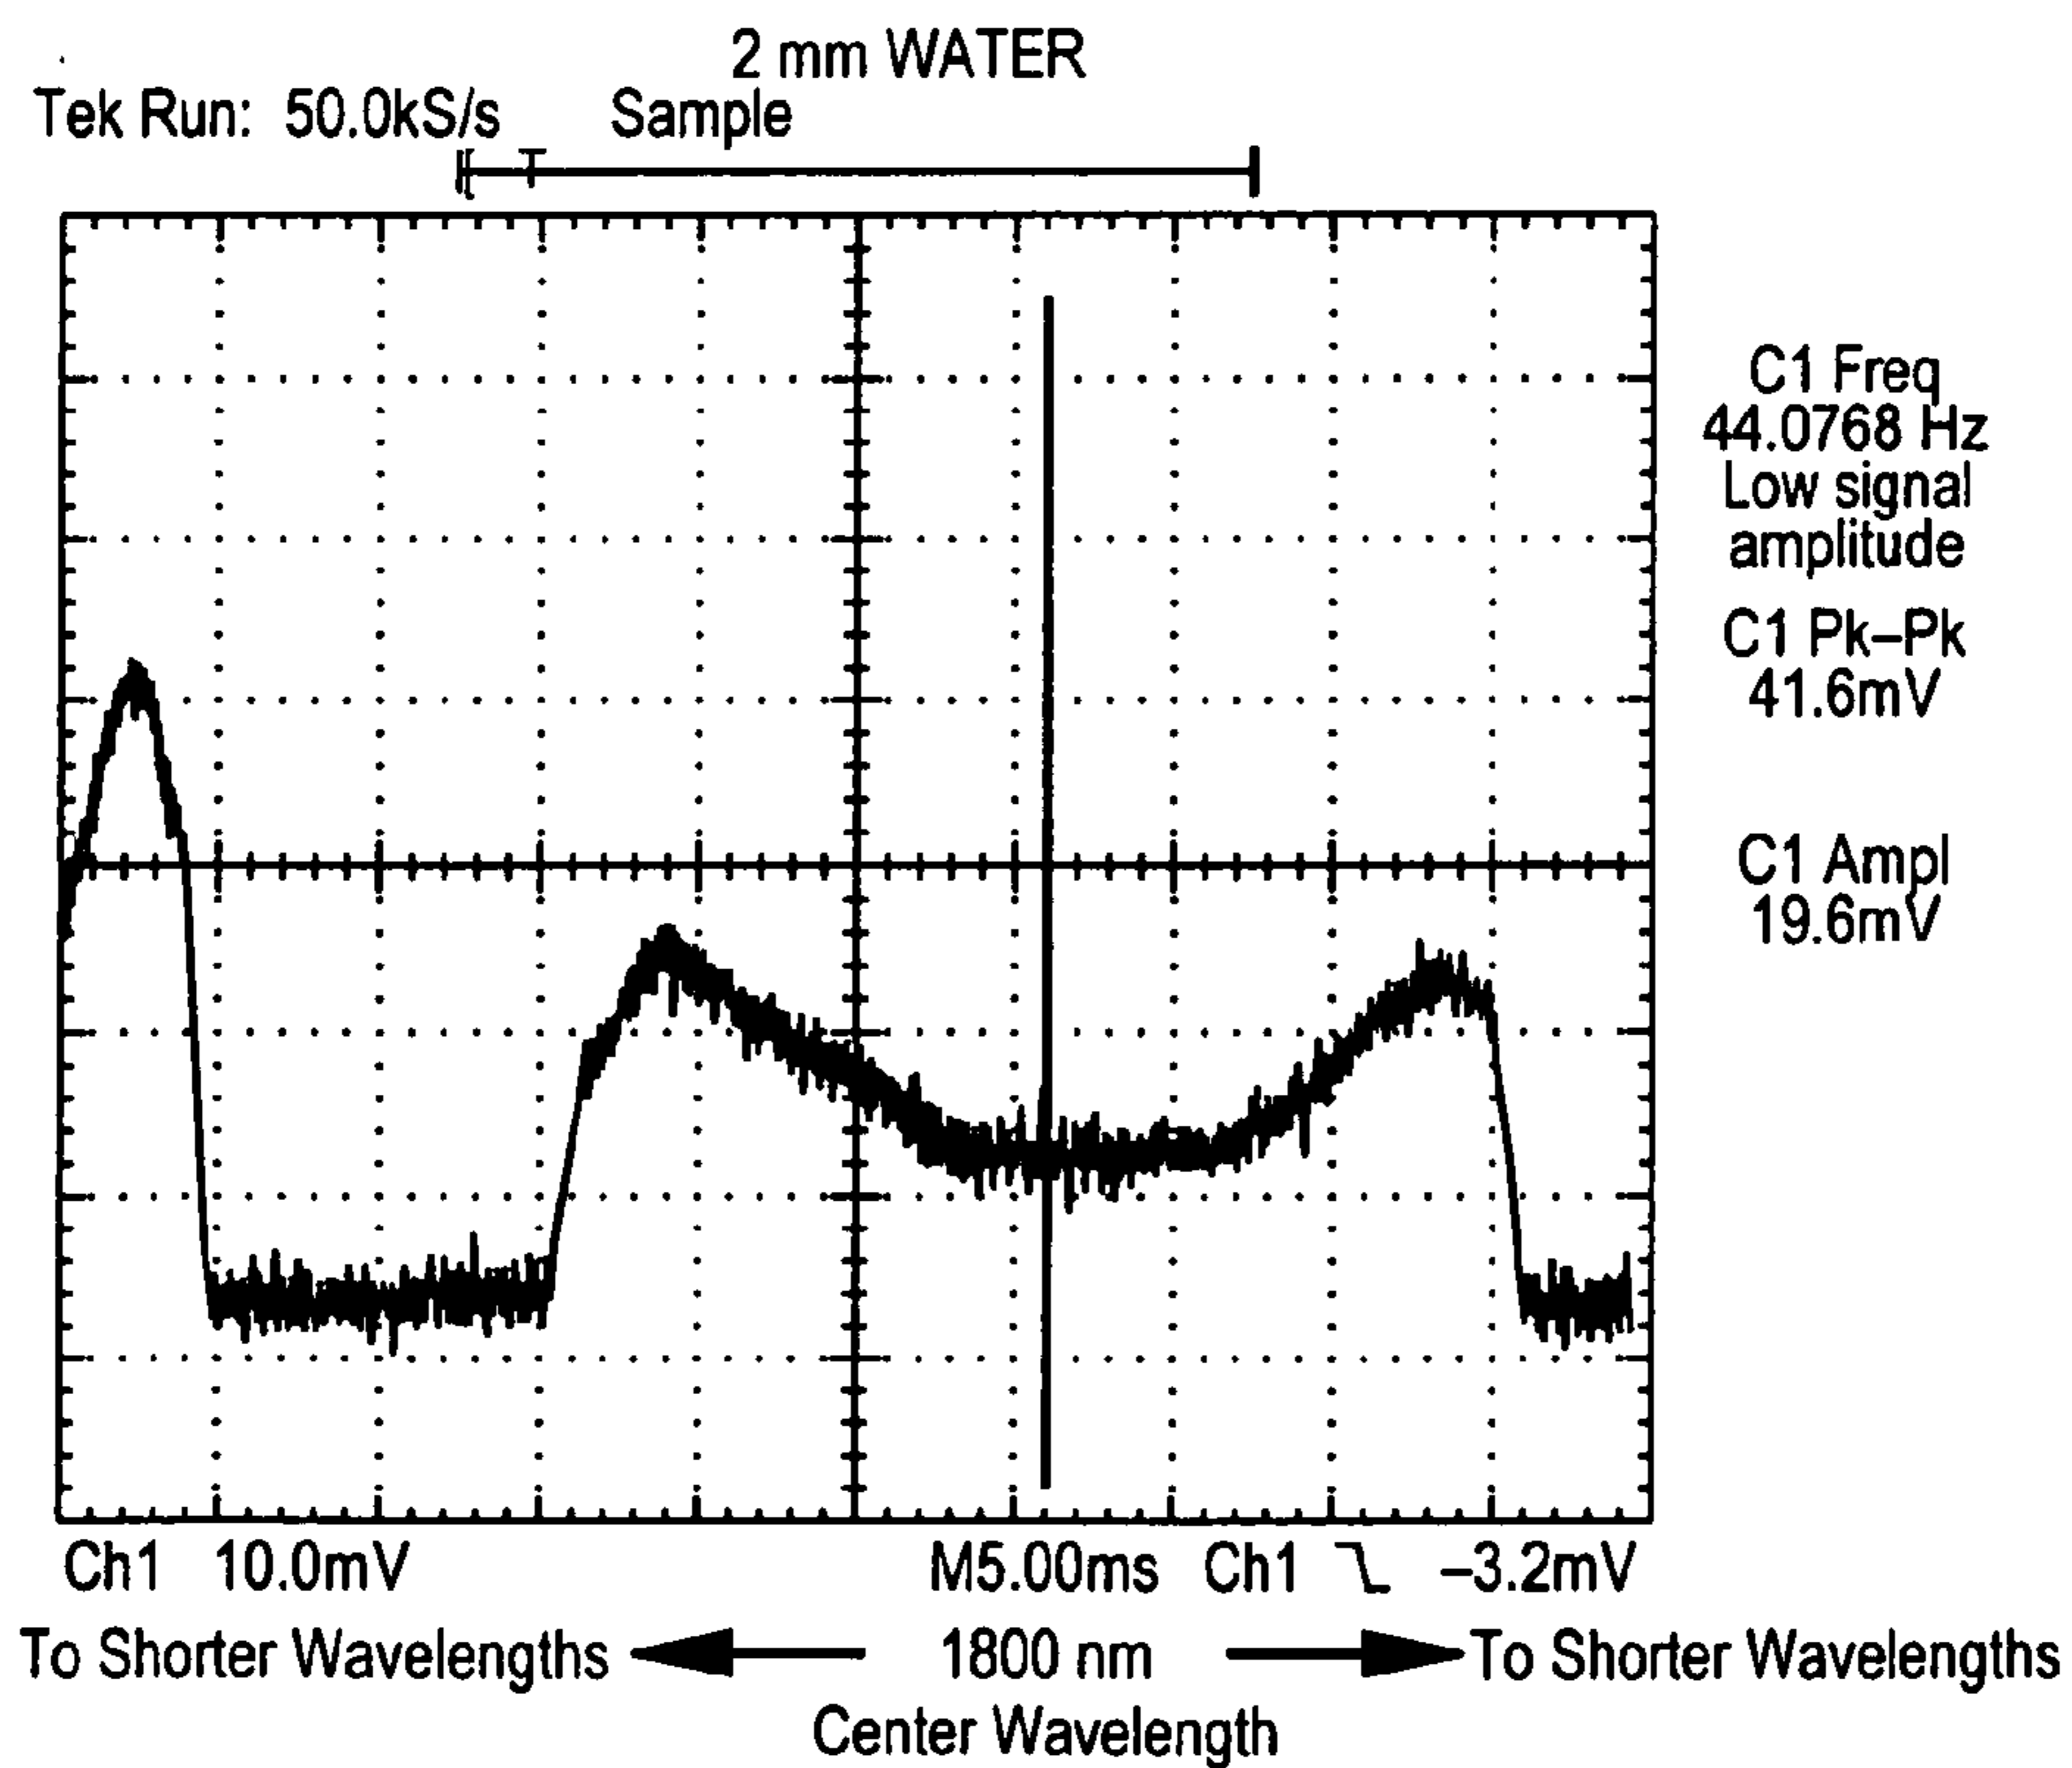 2 mm WATER
Tek Run: 50.0kS/s Sample
C1 Freq
44.0768 Hz
Low signal
amplitude
C1 Pk–Pk
41.6mV
C1 Ampl
19.6mV
Ch1 10.0mV M5.00ms Ch1 –3.2mV
To Shorter Wavelengths 1800 nm To Shorter Wavelengths
Center Wavelength